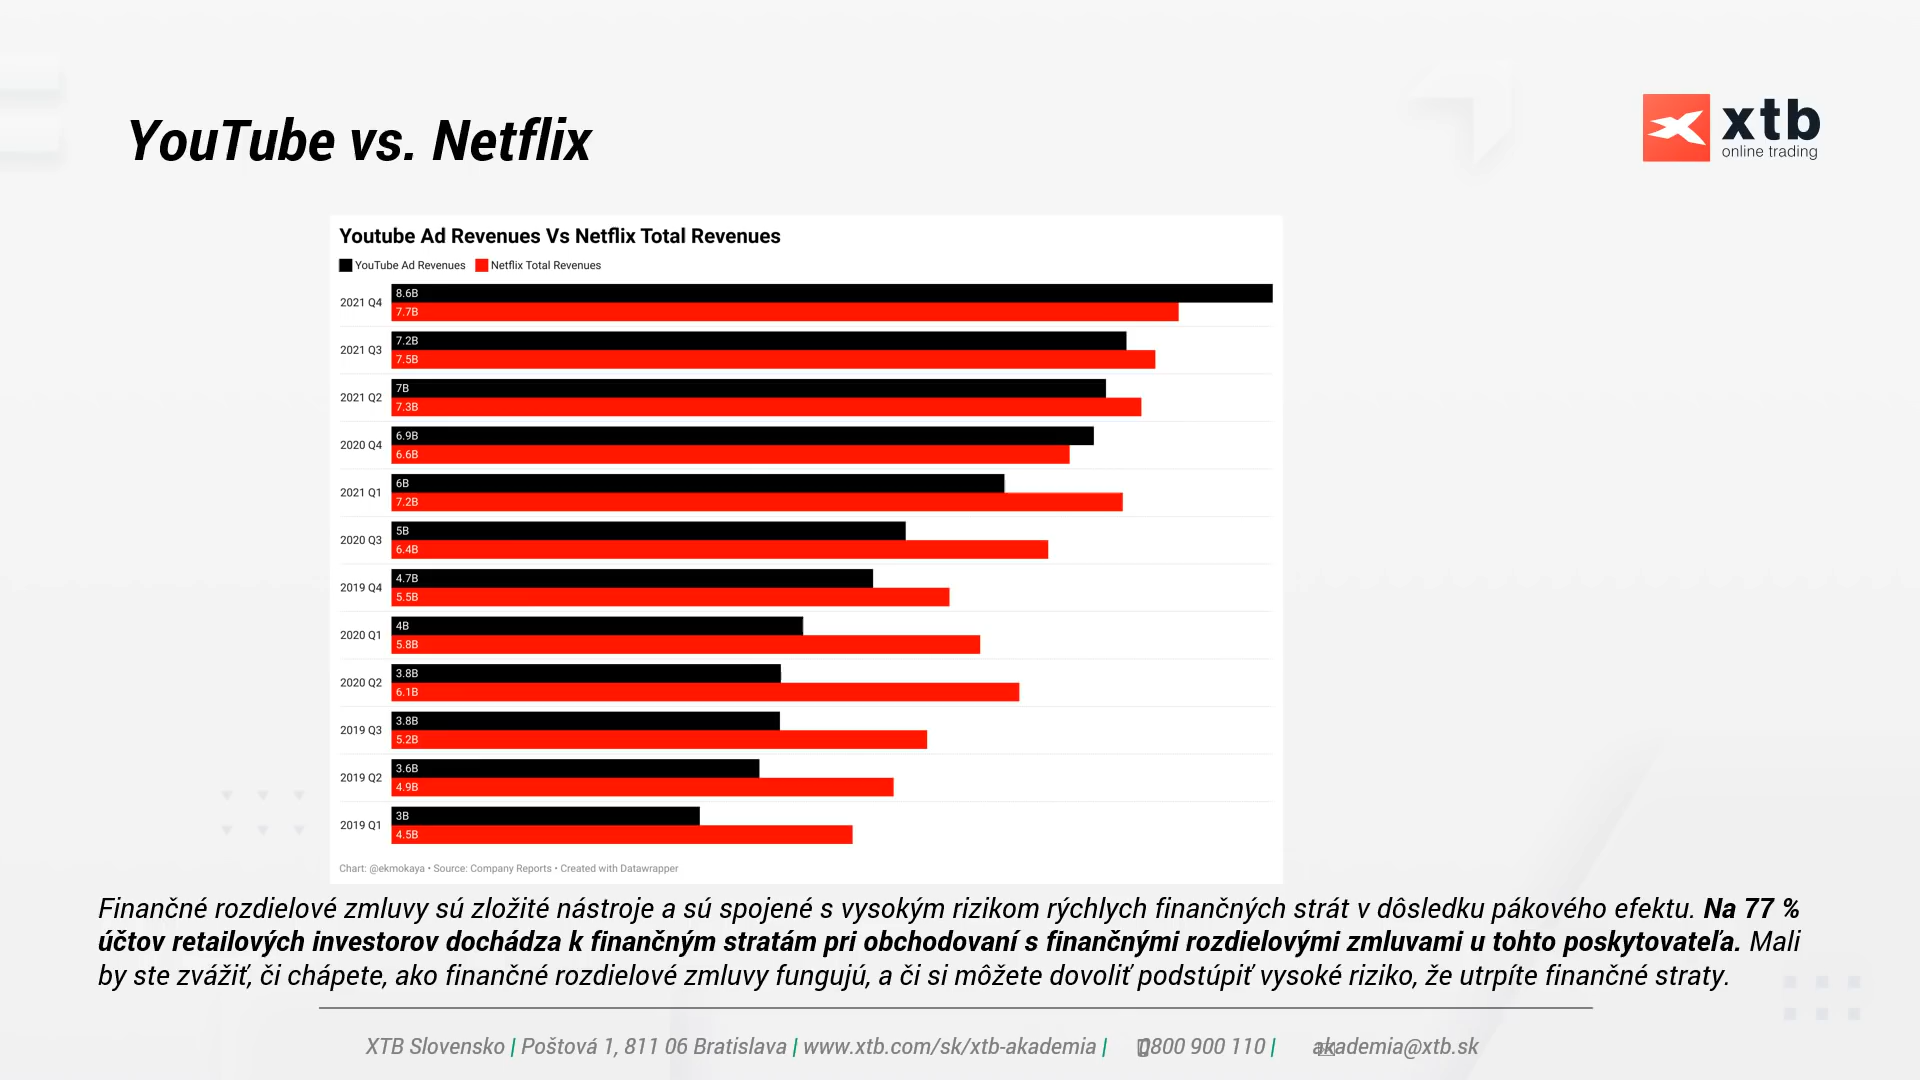 YouTube vs. Netflix
xtb
online trading
Youtube Ad Revenues Vs Netflix Total Revenues
YouTube Ad Revenues Netflix Total Revenues
2021 Q4
8.6B
7.7B
2021 Q3
7.2B
7.5B
2021 Q2
7B
7.3B
2020 Q4
6.9B
6.6B
2021 Q1
6B
7.2B
2020 Q3
5B
6.4B
2019 Q4
4.7B
5.5B
2020 Q1
4B
5.8B
2020 Q2
3.8B
6.1B
2019 Q3
3.8B
5.2B
2019 Q2
3.6B
4.9B
2019 Q1
3B
4.5B
Chart: @ekmokaya • Source: Company Reports • Created with Datawrapper
Finančné rozdielové zmluvy sú zložité nástroje a sú spojené s vysokým rizikom rýchlych finančných strát v dôsledku pákového efektu. Na 77 %
účtov retailových investorov dochádza k finančným stratám pri obchodovaní s finančnými rozdielovými zmluvami u tohto poskytovateľa. Mali
by ste zvážiť, či chápete, ako finančné rozdielové zmluvy fungujú, a či si môžete dovoliť podstúpiť vysoké riziko, že utrpíte finančné straty.
XTB Slovensko | Poštová 1, 811 06 Bratislava | www.xtb.com/sk/xtb-akademia | 0800 900 110 | akademia@xtb.sk